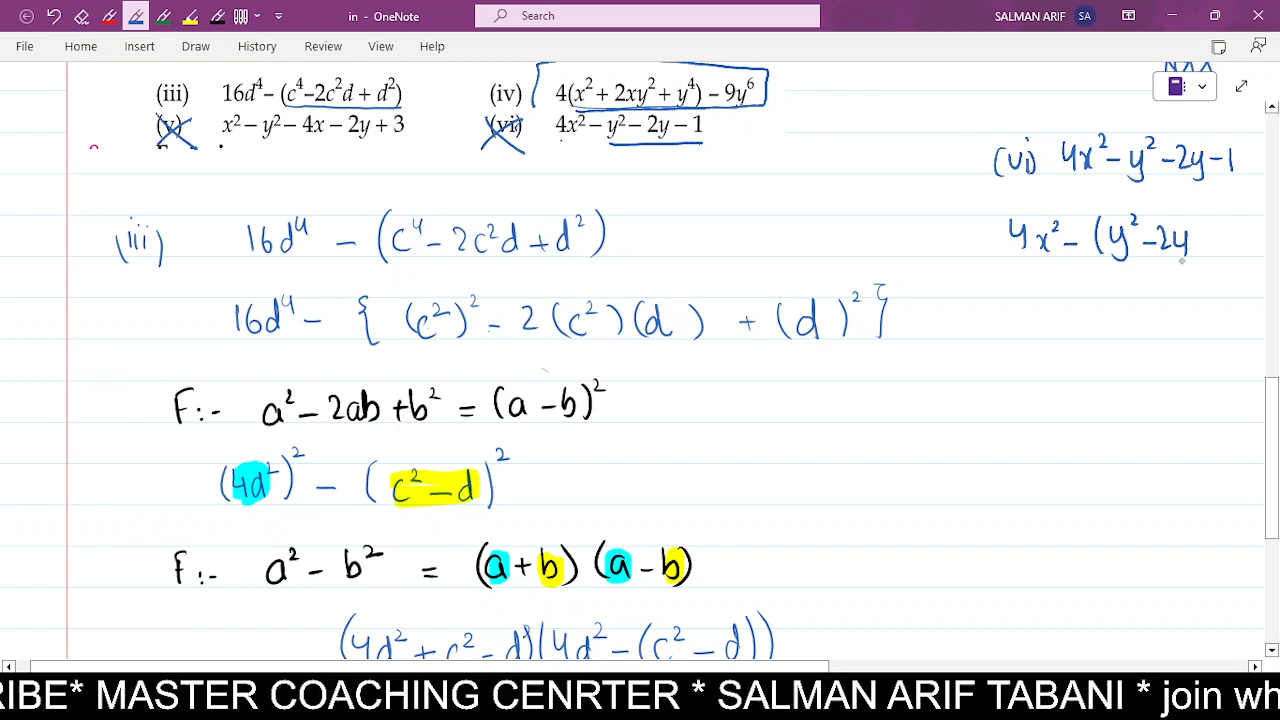 in - OneNote
Search
SALMAN ARIF SA
File Home Insert Draw History Review View Help
(iii) 16d⁴– (c⁴–2c²d + d²) (iv) 4(x² + 2xy² + y⁴) – 9y⁶
(v) x² – y² – 4x – 2y + 3 (vi) 4x² – y² – 2y – 1
(vi) 4x² – y² – 2y – 1
(iii) 16d⁴ – (c⁴ – 2c²d + d²)
4x² – (y² – 2y
16d⁴ – { (c²)² – 2 (c²)(d) + (d)² }
F:- a² – 2ab + b² = (a – b)²
(4d²)² – (c² – d)²
F:- a² – b² = (a + b) (a – b)
(4d² + c² – d)(4d² – (c² – d))
RIBE* MASTER COACHING CENRTER * SALMAN ARIF TABANI * join wh